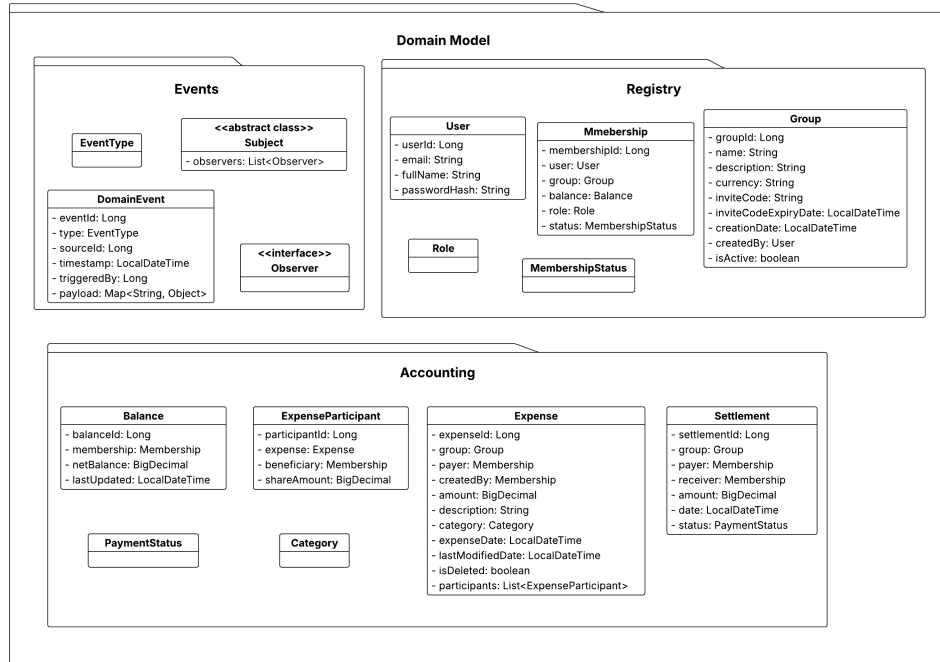 Domain Model
Events
EventType
<<abstract class>>
Subject
- observers: List<Observer>
DomainEvent
- eventId: Long
- type: EventType
- sourceId: Long
- timestamp: LocalDateTime
- triggeredBy: Long
- payload: Map<String, Object>
<<interface>>
Observer
Registry
User
- userId: Long
- email: String
- fullName: String
- passwordHash: String
Mmebership
- membershipId: Long
- user: User
- group: Group
- balance: Balance
- role: Role
- status: MembershipStatus
Group
- groupId: Long
- name: String
- description: String
- currency: String
- inviteCode: String
- inviteCodeExpiryDate: LocalDateTime
- creationDate: LocalDateTime
- createdBy: User
- isActive: boolean
Role
MembershipStatus
Accounting
Balance
- balanceId: Long
- membership: Membership
- netBalance: BigDecimal
- lastUpdated: LocalDateTime
ExpenseParticipant
- participantId: Long
- expense: Expense
- beneficiary: Membership
- shareAmount: BigDecimal
Expense
- expenseId: Long
- group: Group
- payer: Membership
- createdBy: Membership
- amount: BigDecimal
- description: String
- category: Category
- expenseDate: LocalDateTime
- lastModifiedDate: LocalDateTime
- isDeleted: boolean
- participants: List<ExpenseParticipant>
Settlement
- settlementId: Long
- group: Group
- payer: Membership
- receiver: Membership
- amount: BigDecimal
- date: LocalDateTime
- status: PaymentStatus
PaymentStatus
Category